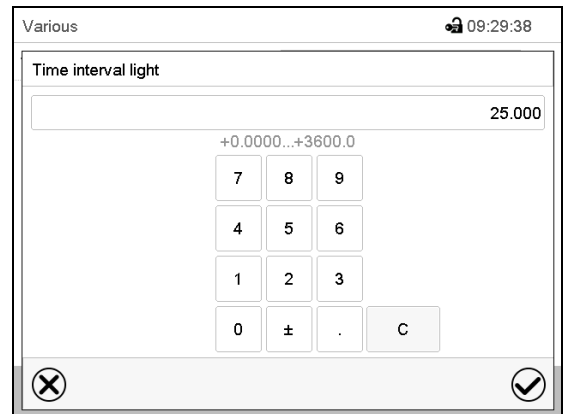 Various 09:29:38
Time interval light
25.000
+0.0000...+3600.0
7 8 9
4 5 6
1 2 3
0 ± . C